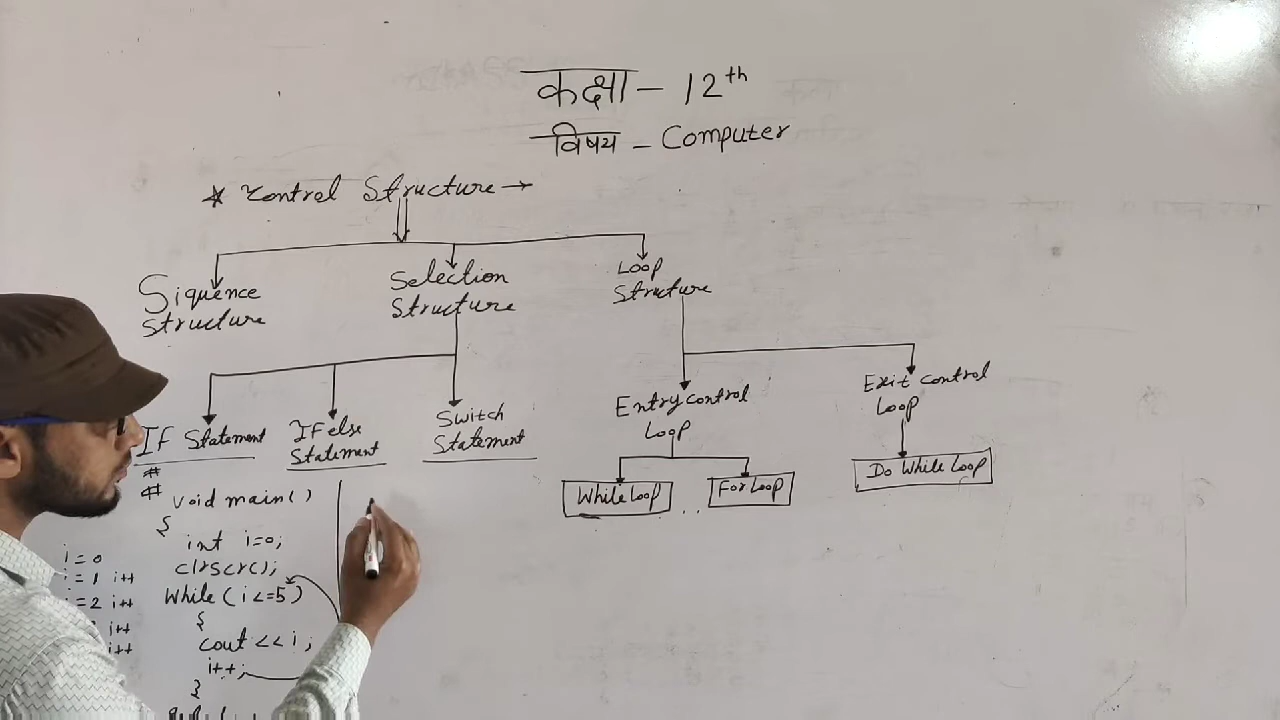 कक्षा - 12th
विषय - Computer
* Control Structure →
Siquence
Structure
Selection
Structure
Loop
Structure
IF Statement
IF else
Statement
Switch
Statement
Entry control
Loop
Exit control
Loop
While Loop
For Loop
Do While Loop
#
#
void main()
{
int i=0;
clrscr();
While (i<=5)
{
cout << i;
i++;
}
i=0
i=1 i++
i=2 i++
i++
i++